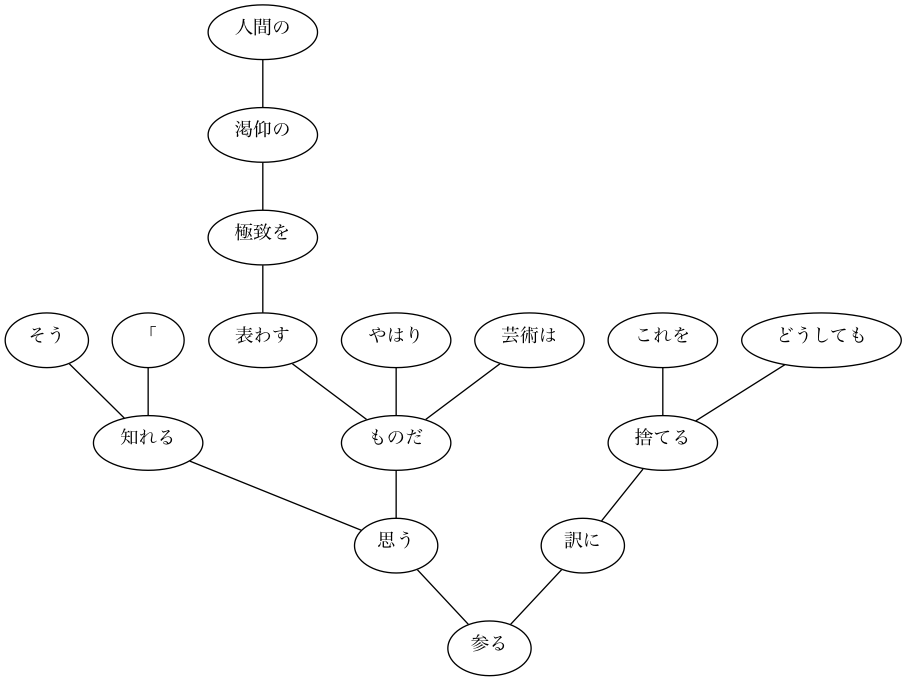 人間の
渇仰の
極致を
そう 「 表わす やはり 芸術は これを どうしても
知れる ものだ 捨てる
思う 訳に
参る